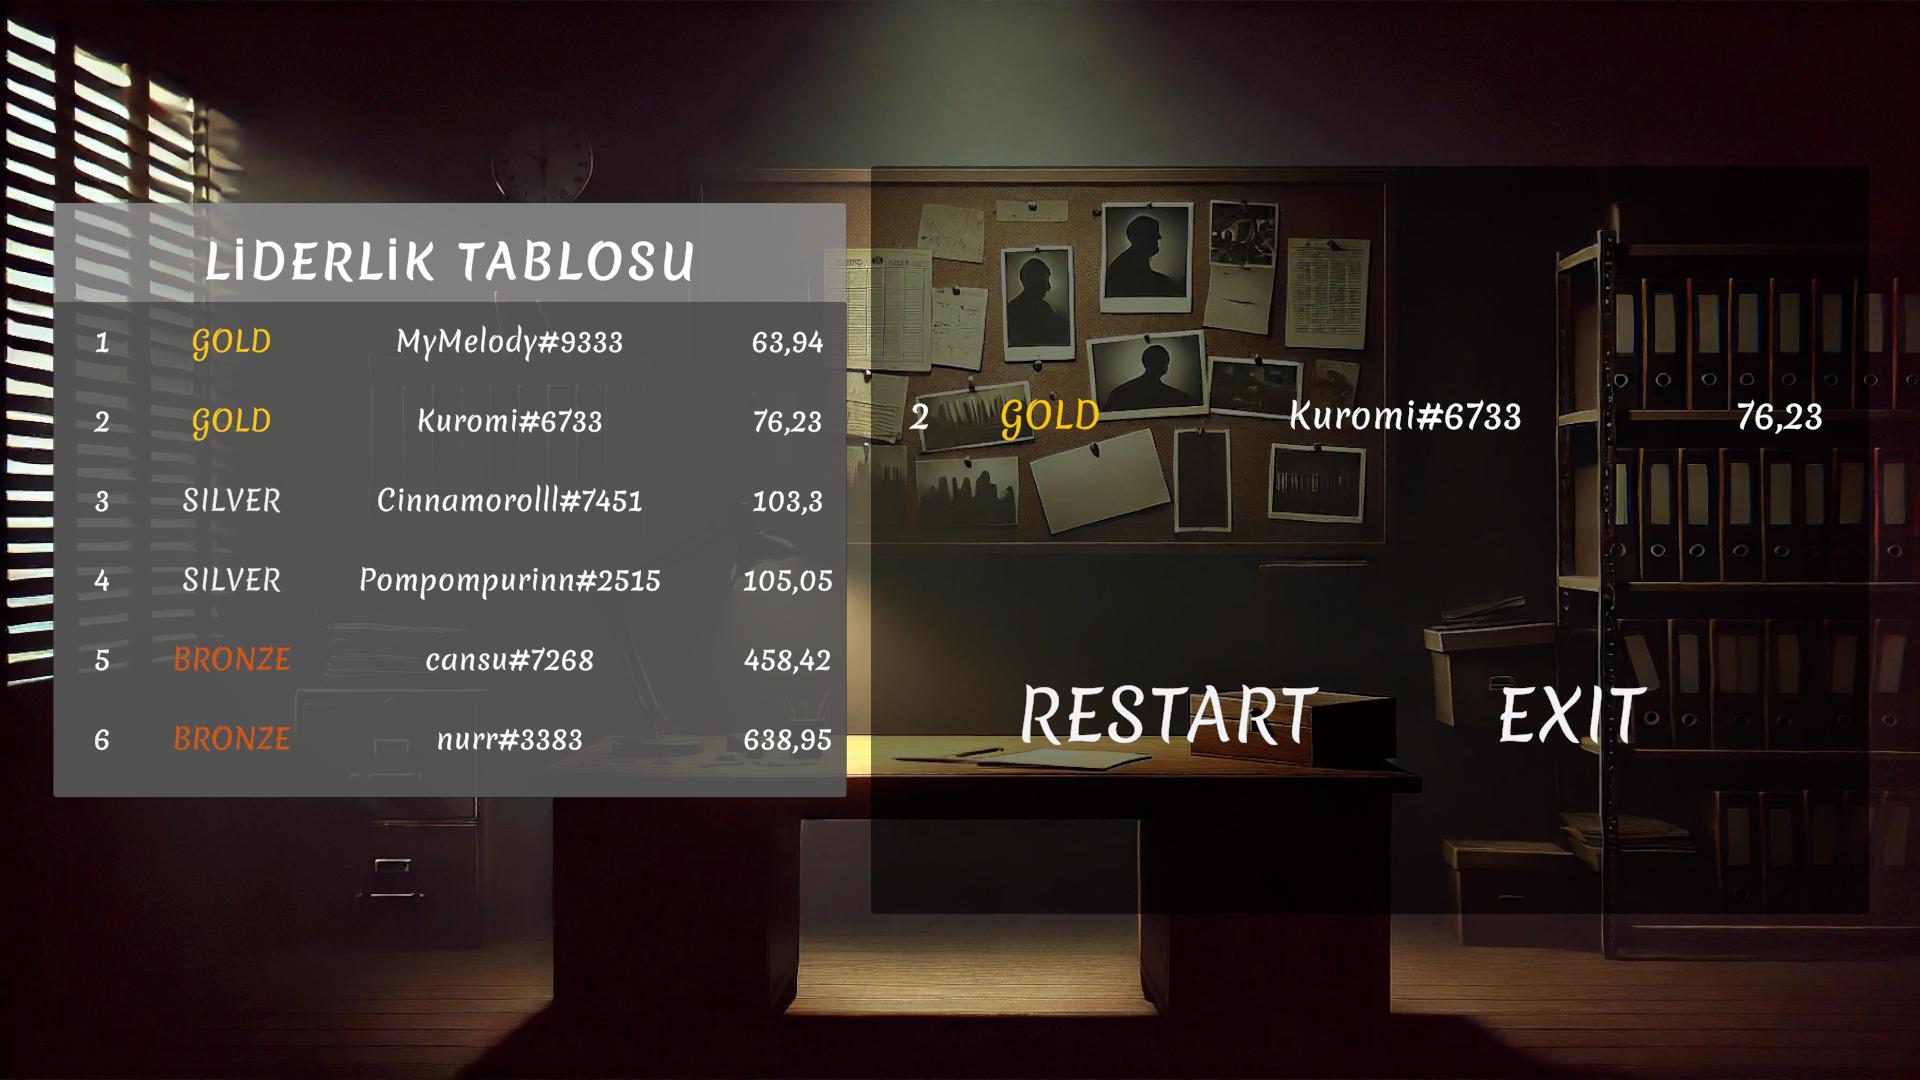 LİDERLİK TABLOSU
1 GOLD MyMelody#9333 63,94
2 GOLD Kuromi#6733 76,23
3 SILVER Cinnamorolll#7451 103,3
4 SILVER Pompompurinn#2515 105,05
5 BRONZE cansu#7268 458,42
6 BRONZE nurr#3383 638,95
2 GOLD Kuromi#6733 76,23
RESTART EXIT